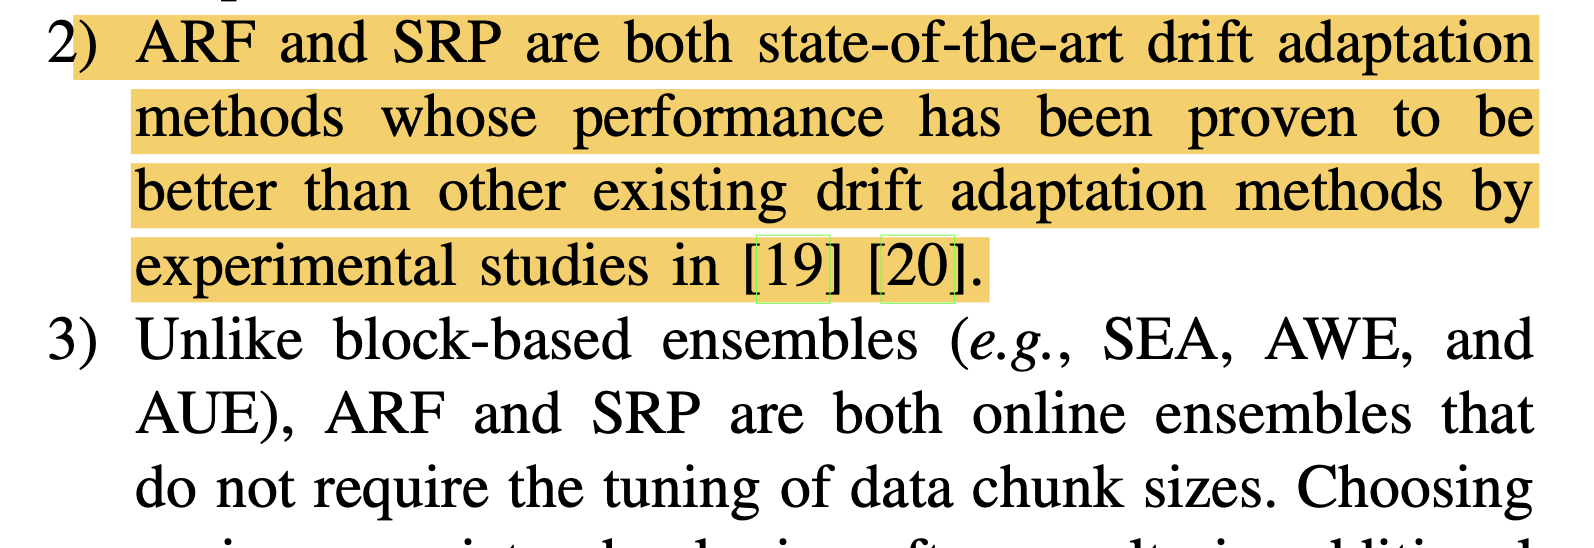 2) ARF and SRP are both state-of-the-art drift adaptation
methods whose performance has been proven to be
better than other existing drift adaptation methods by
experimental studies in [19] [20].
3) Unlike block-based ensembles (e.g., SEA, AWE, and
AUE), ARF and SRP are both online ensembles that
do not require the tuning of data chunk sizes. Choosing